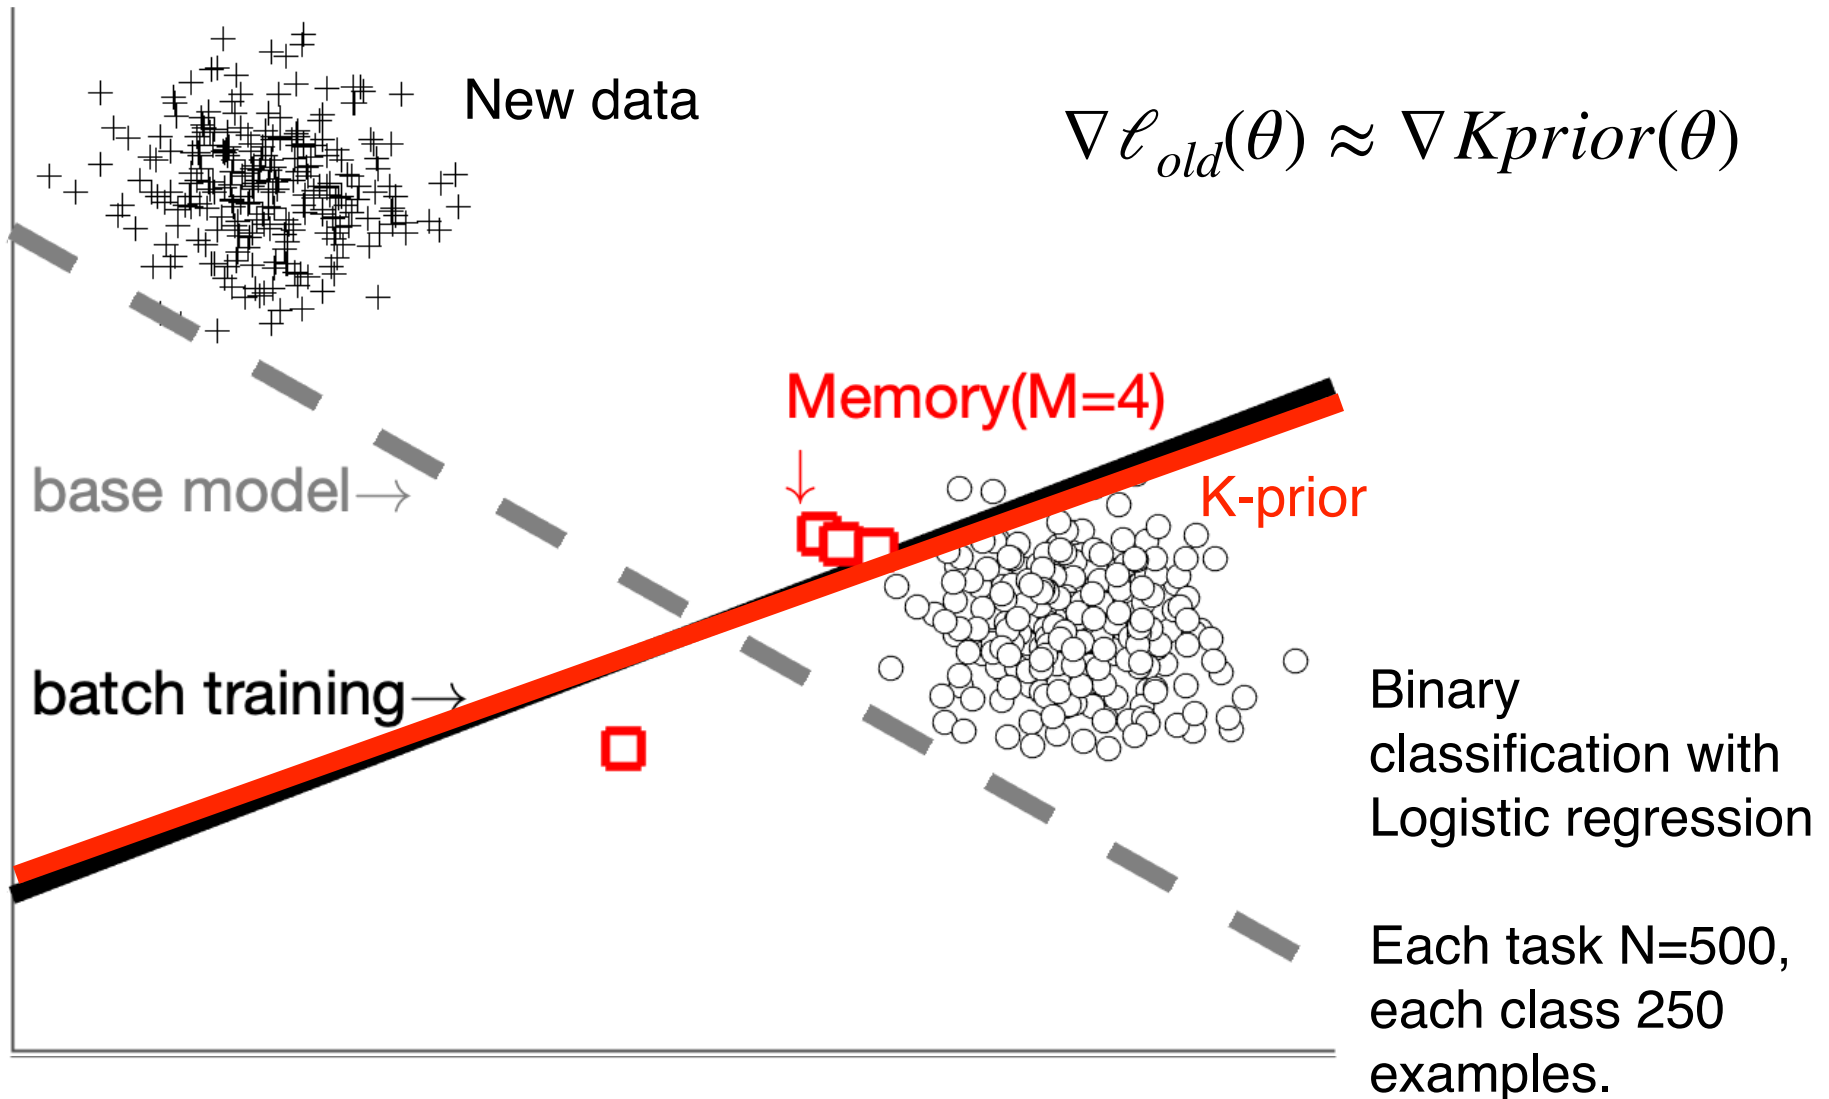 New data
∇ℓ_old(θ) ≈ ∇Kprior(θ)
Memory(M=4)
↓
base model→
K-prior
batch training→
Binary
classification with
Logistic regression
Each task N=500,
each class 250
examples.